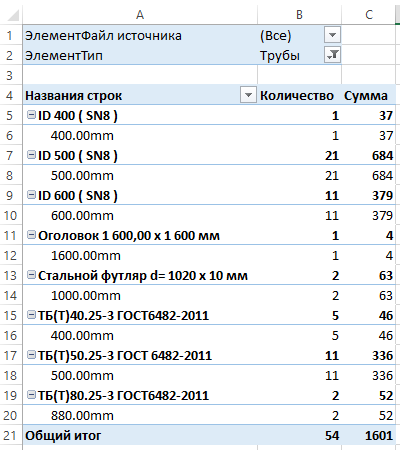 A B C
1 ЭлементФайл источника (Все)
2 ЭлементТип Трубы
3
4 Названия строк Количество Сумма
5 ID 400 ( SN8 ) 1 37
6 400.00mm 1 37
7 ID 500 ( SN8 ) 21 684
8 500.00mm 21 684
9 ID 600 ( SN8 ) 11 379
10 600.00mm 11 379
11 Оголовок 1 600,00 x 1 600 мм 1 4
12 1600.00mm 1 4
13 Стальной футляр d= 1020 x 10 мм 2 63
14 1000.00mm 2 63
15 ТБ(Т)40.25-3 ГОСТ6482-2011 5 46
16 400.00mm 5 46
17 ТБ(Т)50.25-3 ГОСТ 6482-2011 11 336
18 500.00mm 11 336
19 ТБ(Т)80.25-3 ГОСТ6482-2011 2 52
20 880.00mm 2 52
21 Общий итог 54 1601